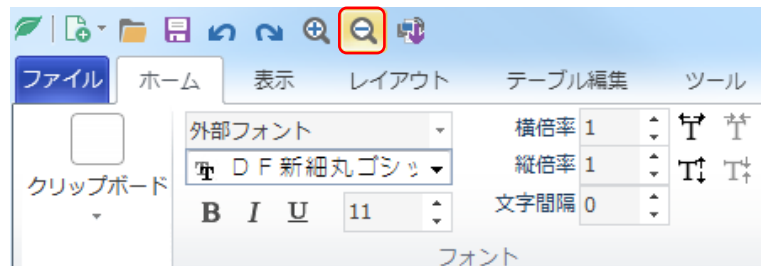 ファイル ホーム 表示 レイアウト テーブル編集 ツール
外部フォント 横倍率 1
DF新細丸ゴシッ 縦倍率 1
クリップボード
B I U 11 文字間隔 0
フォント